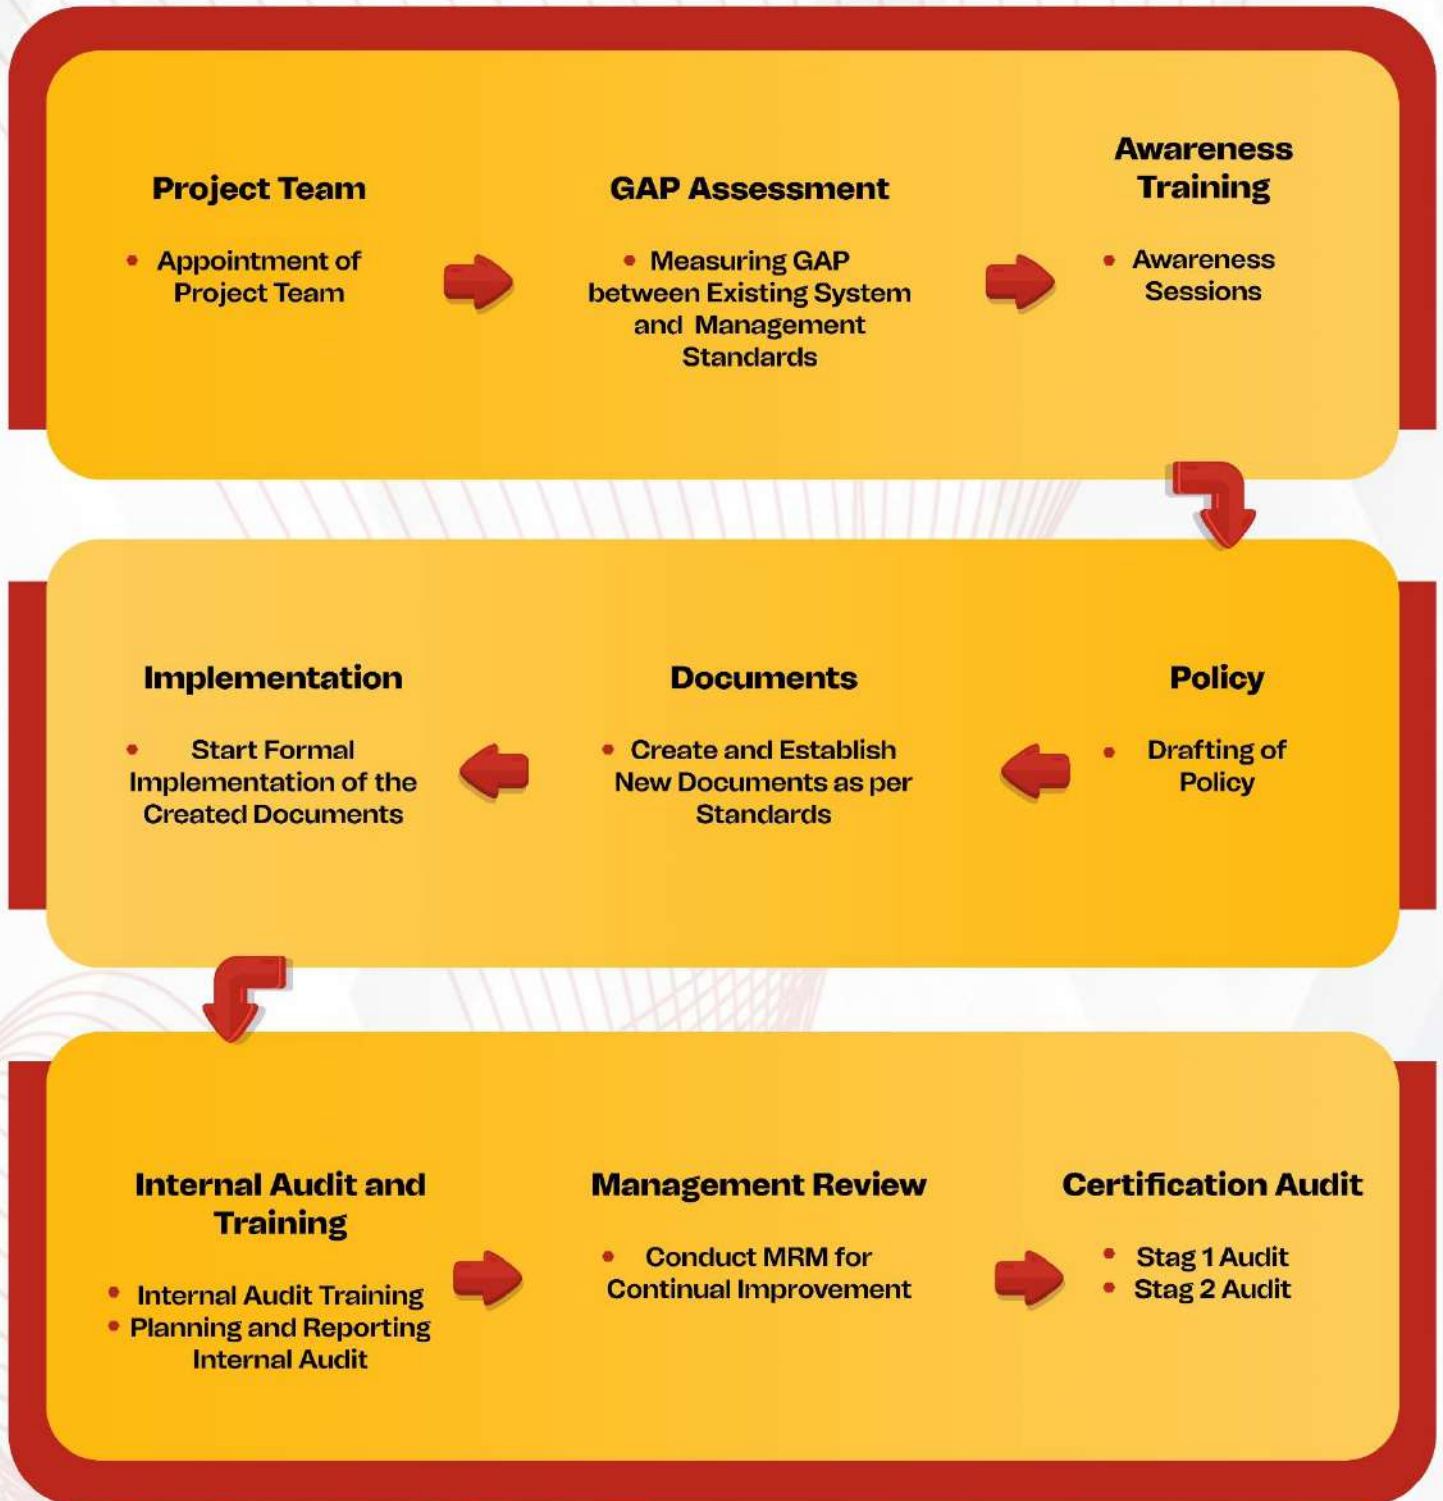 Project Team
• Appointment of
Project Team
GAP Assessment
• Measuring GAP
between Existing System
and Management
Standards
Awareness
Training
• Awareness
Sessions
Policy
• Drafting of
Policy
Documents
• Create and Establish
New Documents as per
Standards
Implementation
• Start Formal
Implementation of the
Created Documents
Internal Audit and
Training
• Internal Audit Training
• Planning and Reporting
Internal Audit
Management Review
• Conduct MRM for
Continual Improvement
Certification Audit
• Stag 1 Audit
• Stag 2 Audit